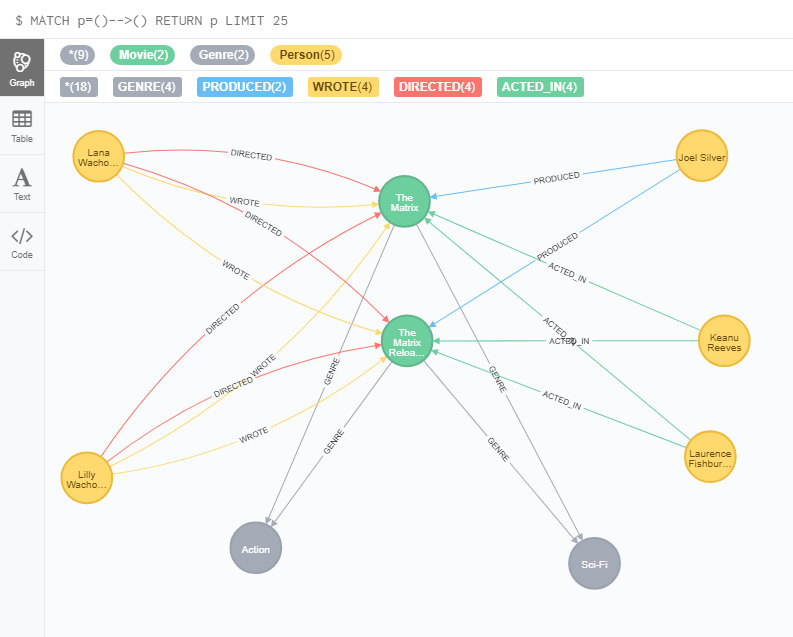 $ MATCH p=()-->() RETURN p LIMIT 25
*(9) Movie(2) Genre(2) Person(5)
*(18) GENRE(4) PRODUCED(2) WROTE(4) DIRECTED(4) ACTED_IN(4)
Graph
Table
A
Text
</>
Code
Lana
Wacho...
DIRECTED
The
Matrix
Joel Silver
PRODUCED
WROTE
DIRECTED
PRODUCED
WROTE
ACTED_IN
DIRECTED
The
Matrix
Reloa...
ACTED_IN
ACTED_IN
Keanu
Reeves
WROTE
GENRE
GENRE
DIRECTED
ACTED_IN
WROTE
GENRE
GENRE
Laurence
Fishbur...
Lilly
Wacho...
Action
Sci-Fi